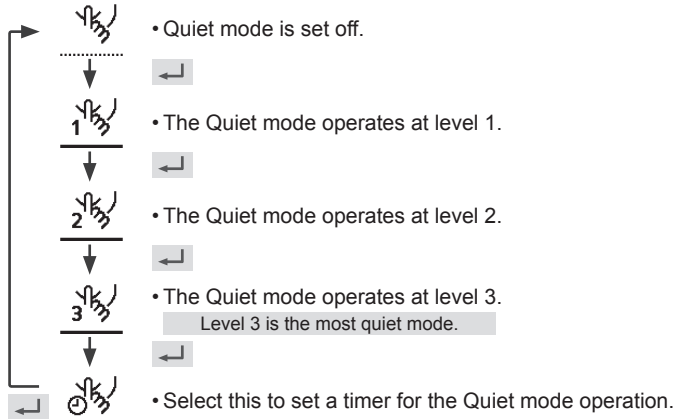 • Quiet mode is set off.
1
• The Quiet mode operates at level 1.
2
• The Quiet mode operates at level 2.
3
• The Quiet mode operates at level 3.
Level 3 is the most quiet mode.
• Select this to set a timer for the Quiet mode operation.